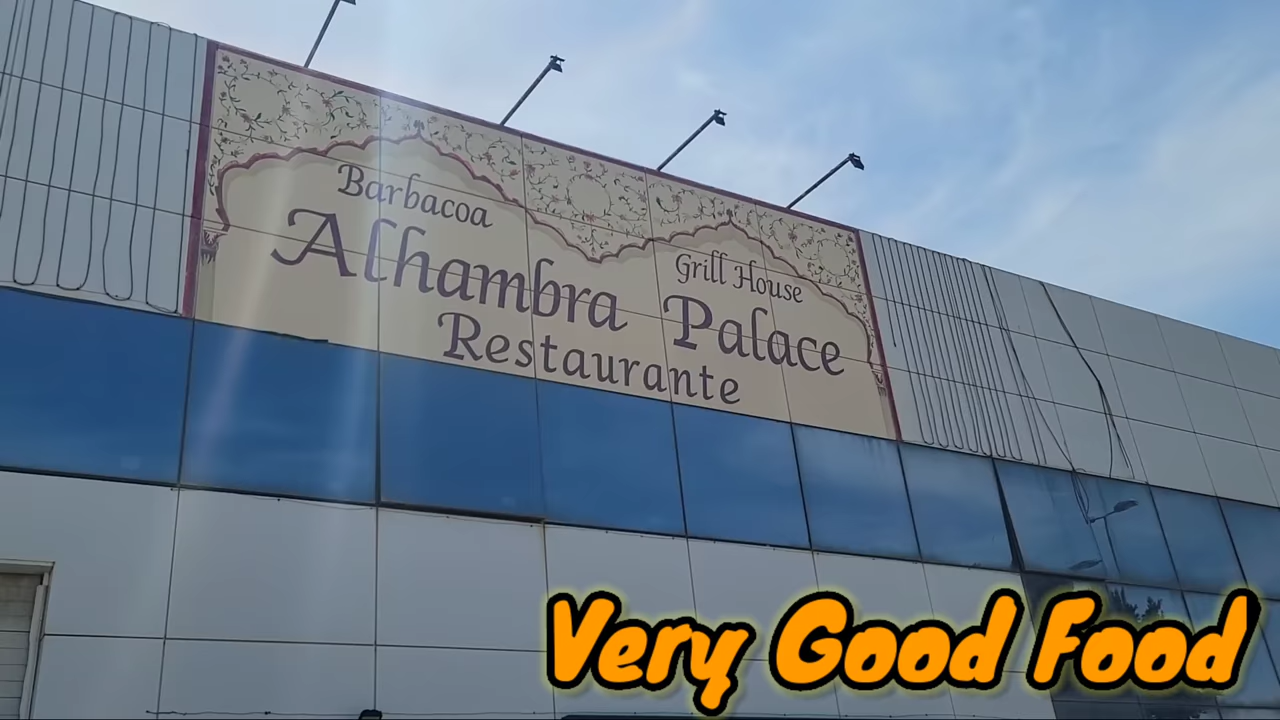 Barbacoa
Grill House
Alhambra Palace
Restaurante
Very Good Food